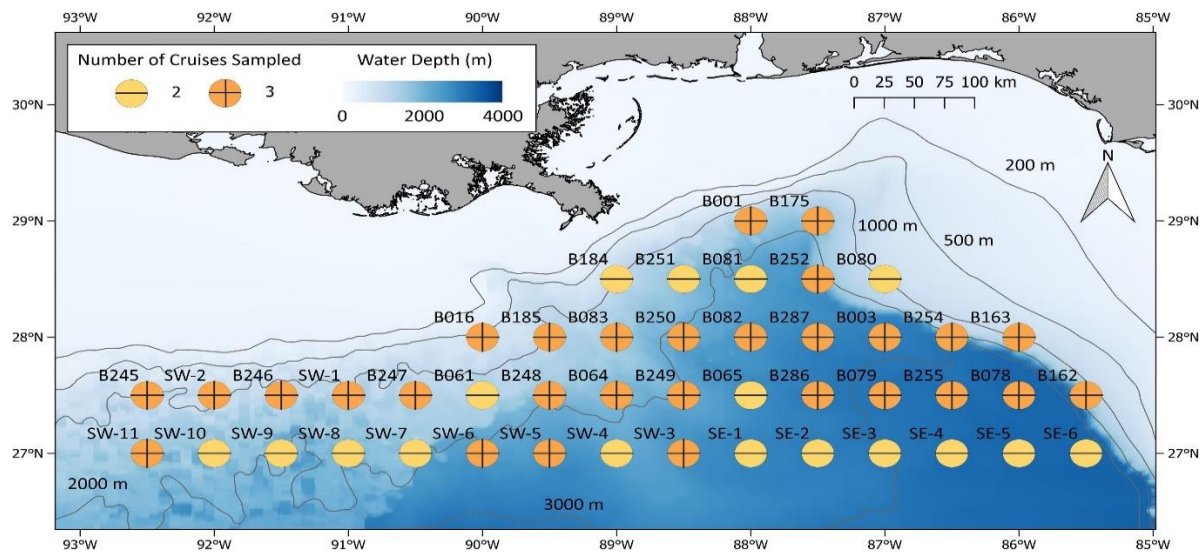 93°W 92°W 91°W 90°W 89°W 88°W 87°W 86°W 85°W
Number of Cruises Sampled
2 3
Water Depth (m)
0 2000 4000
0 25 50 75 100 km
30°N 30°N
200 m
N
29°N B001 B175 29°N
1000 m
500 m
B184 B251 B081 B252 B080
28°N B016 B185 B083 B250 B082 B287 B003 B254 B163 28°N
B245 SW-2 B246 SW-1 B247 B061 B248 B064 B249 B065 B286 B079 B255 B078 B162
27°N SW-11 SW-10 SW-9 SW-8 SW-7 SW-6 SW-5 SW-4 SW-3 SE-1 SE-2 SE-3 SE-4 SE-5 SE-6 27°N
2000 m
3000 m
93°W 92°W 91°W 90°W 89°W 88°W 87°W 86°W 85°W